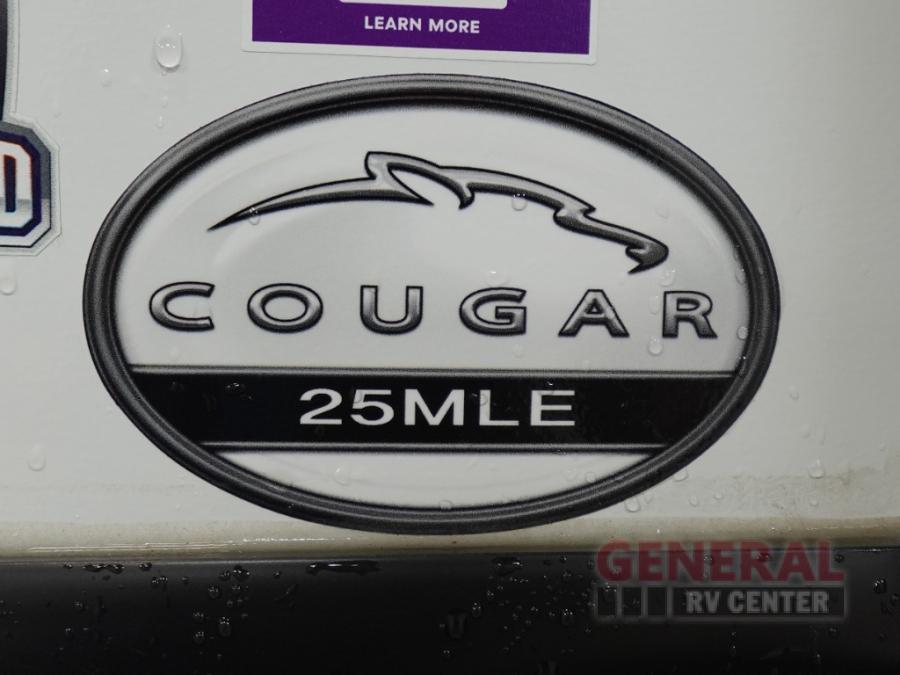 LEARN MORE
COUGAR
25MLE
GENERAL
RV CENTER